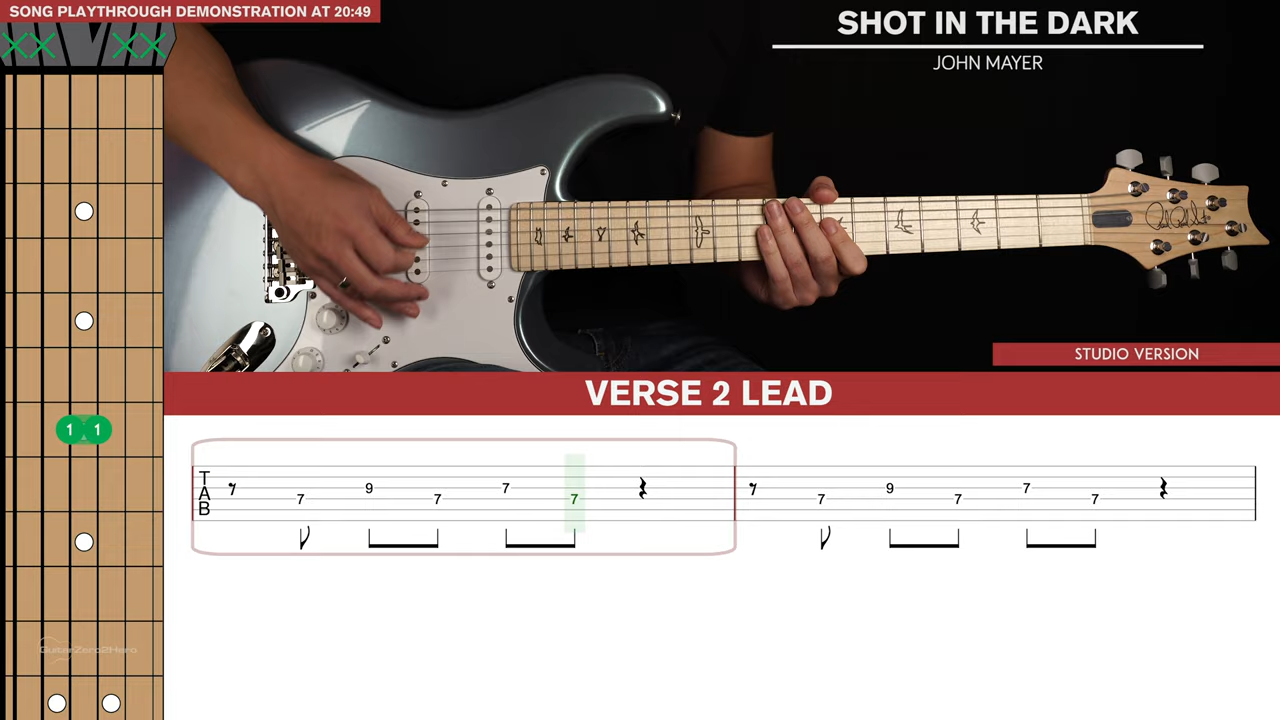 SONG PLAYTHROUGH DEMONSTRATION AT 20:49
SHOT IN THE DARK
JOHN MAYER
STUDIO VERSION
VERSE 2 LEAD
1 1
GuitarZero2Hero
T
A
B
7 9 7 7 7 7 9 7 7 7